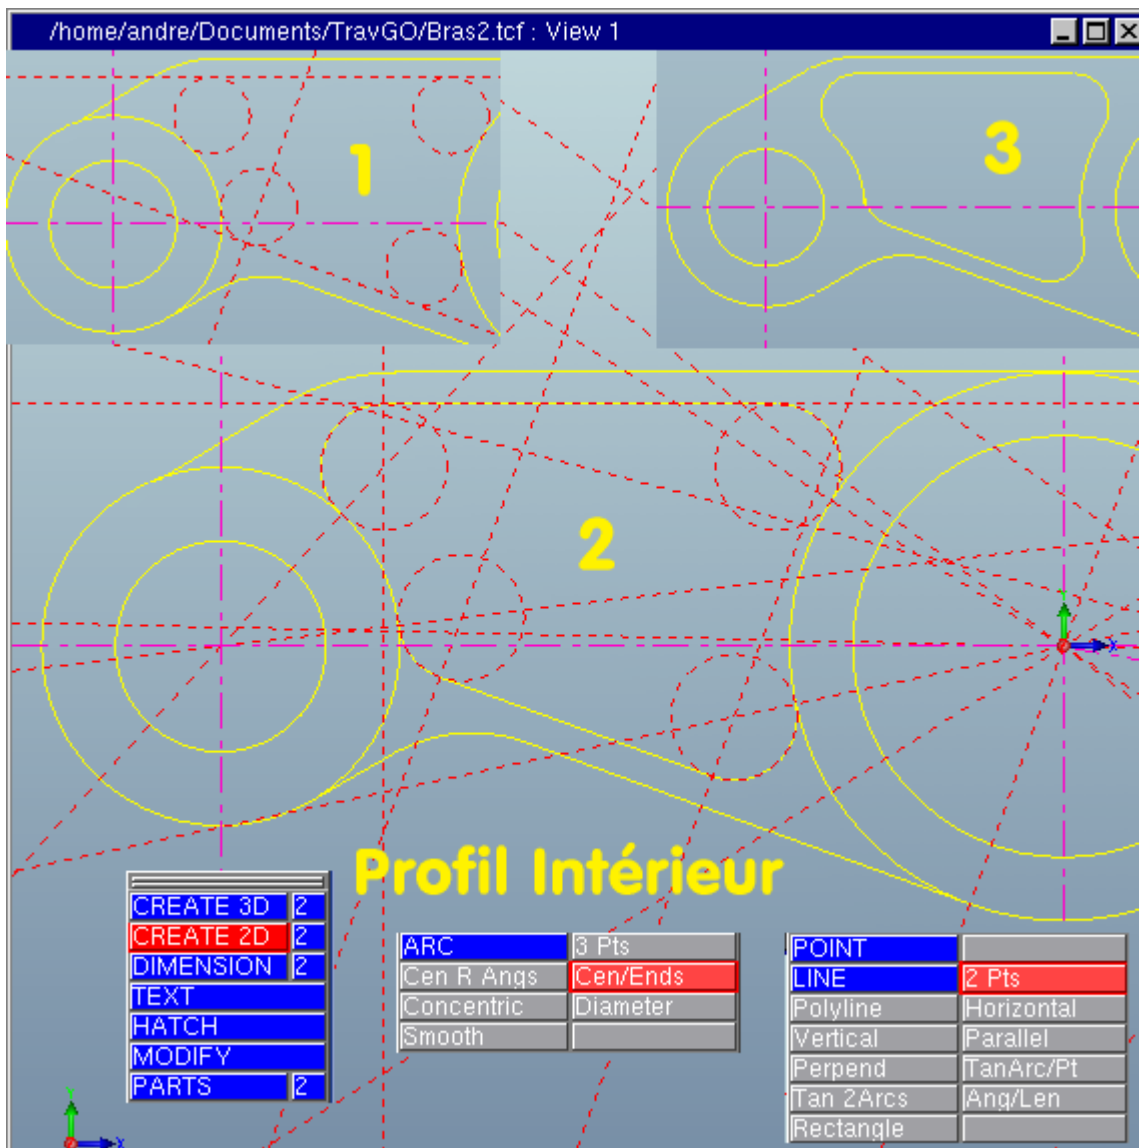 /home/andre/Documents/TravGO/Bras2.tcf : View 1
1
3
2
X
Profil Intérieur
CREATE 3D 2
CREATE 2D 2
DIMENSION 2
TEXT
HATCH
MODIFY
PARTS 2
ARC 3 Pts
Cen R Angs Cen/Ends
Concentric Diameter
Smooth
POINT
LINE 2 Pts
Polyline Horizontal
Vertical Parallel
Perpend TanArc/Pt
Tan 2Arcs Ang/Len
Rectangle
X